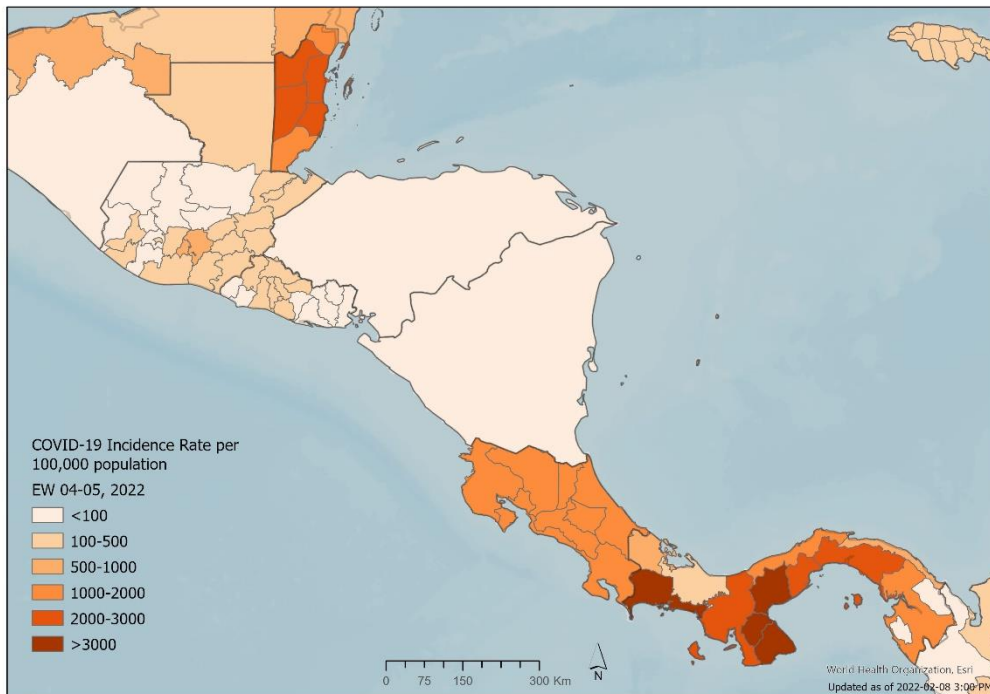 COVID-19 Incidence Rate per
100,000 population
EW 04-05, 2022
<100
100-500
500-1000
1000-2000
2000-3000
>3000
0 75 150 300 Km
N
World Health Organization, Esri
Updated as of 2022-02-08 3:00 PM